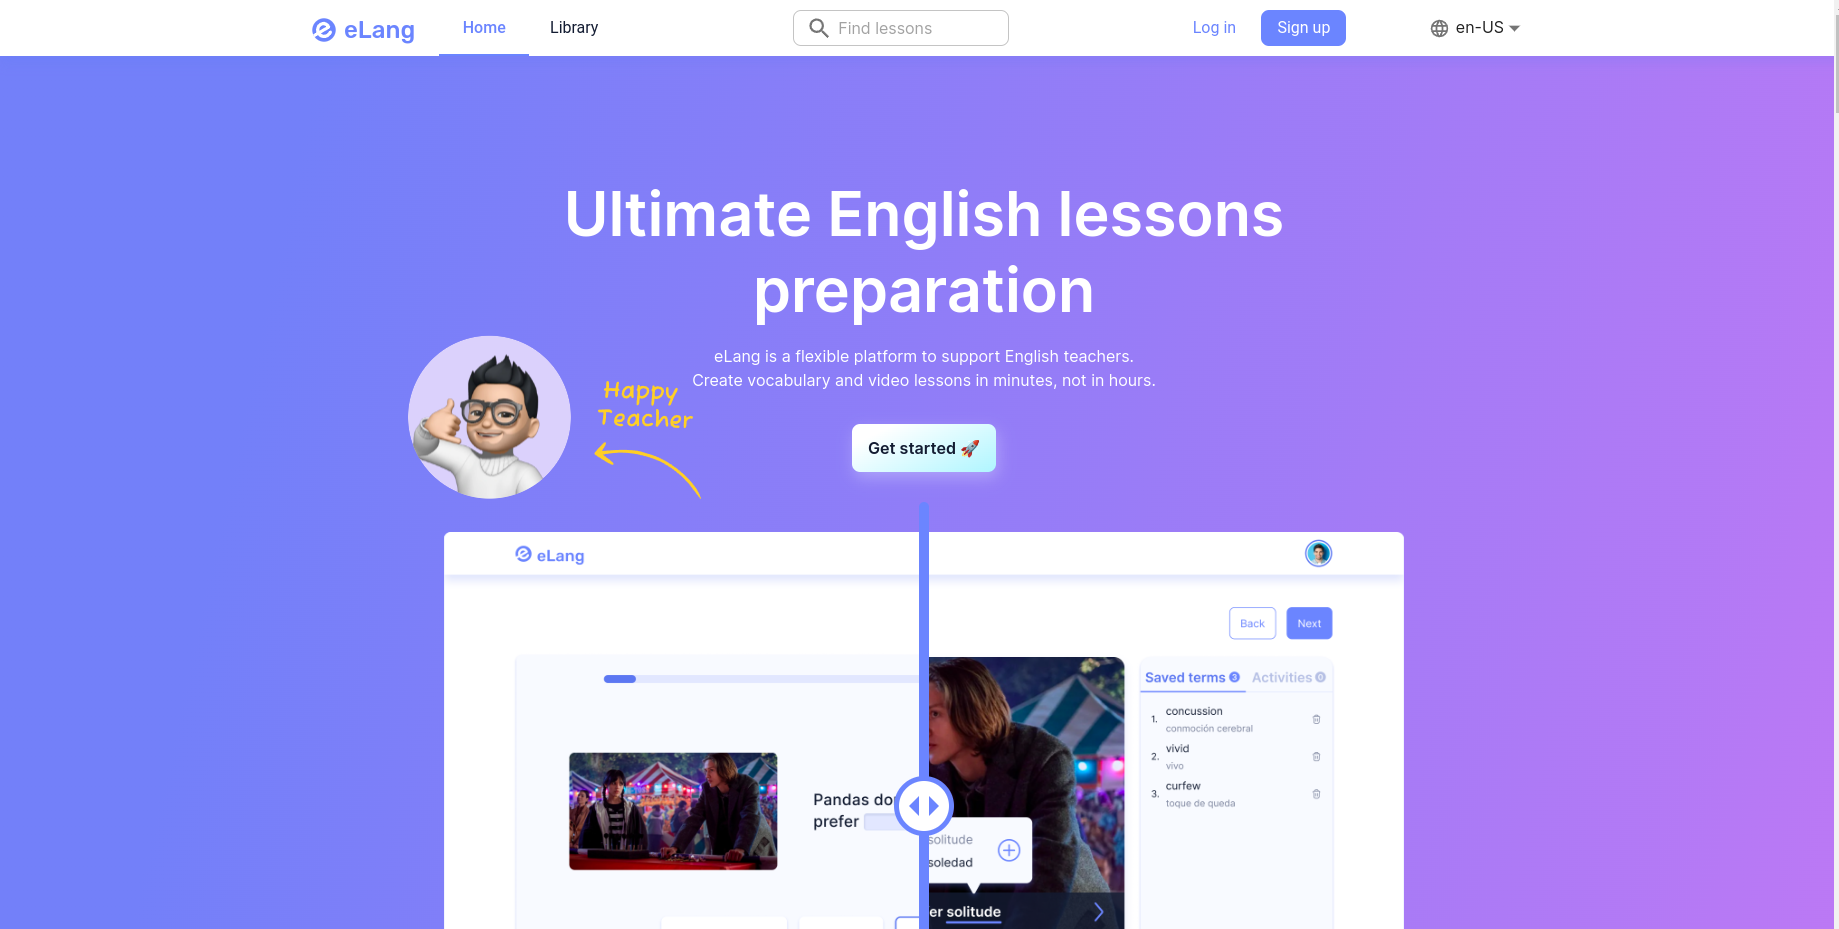 eLang
Home
Library
Find lessons
Log in
Sign up
en-US
Ultimate English lessons
preparation
eLang is a flexible platform to support English teachers.
Create vocabulary and video lessons in minutes, not in hours.
Happy
Teacher
Get started 🚀
eLang
Back
Next
Saved terms 3
Activities 0
1. concussion
conmoción cerebral
2. vivid
vivo
3. curfew
toque de queda
Pandas
prefer
solitude
soledad
er solitude